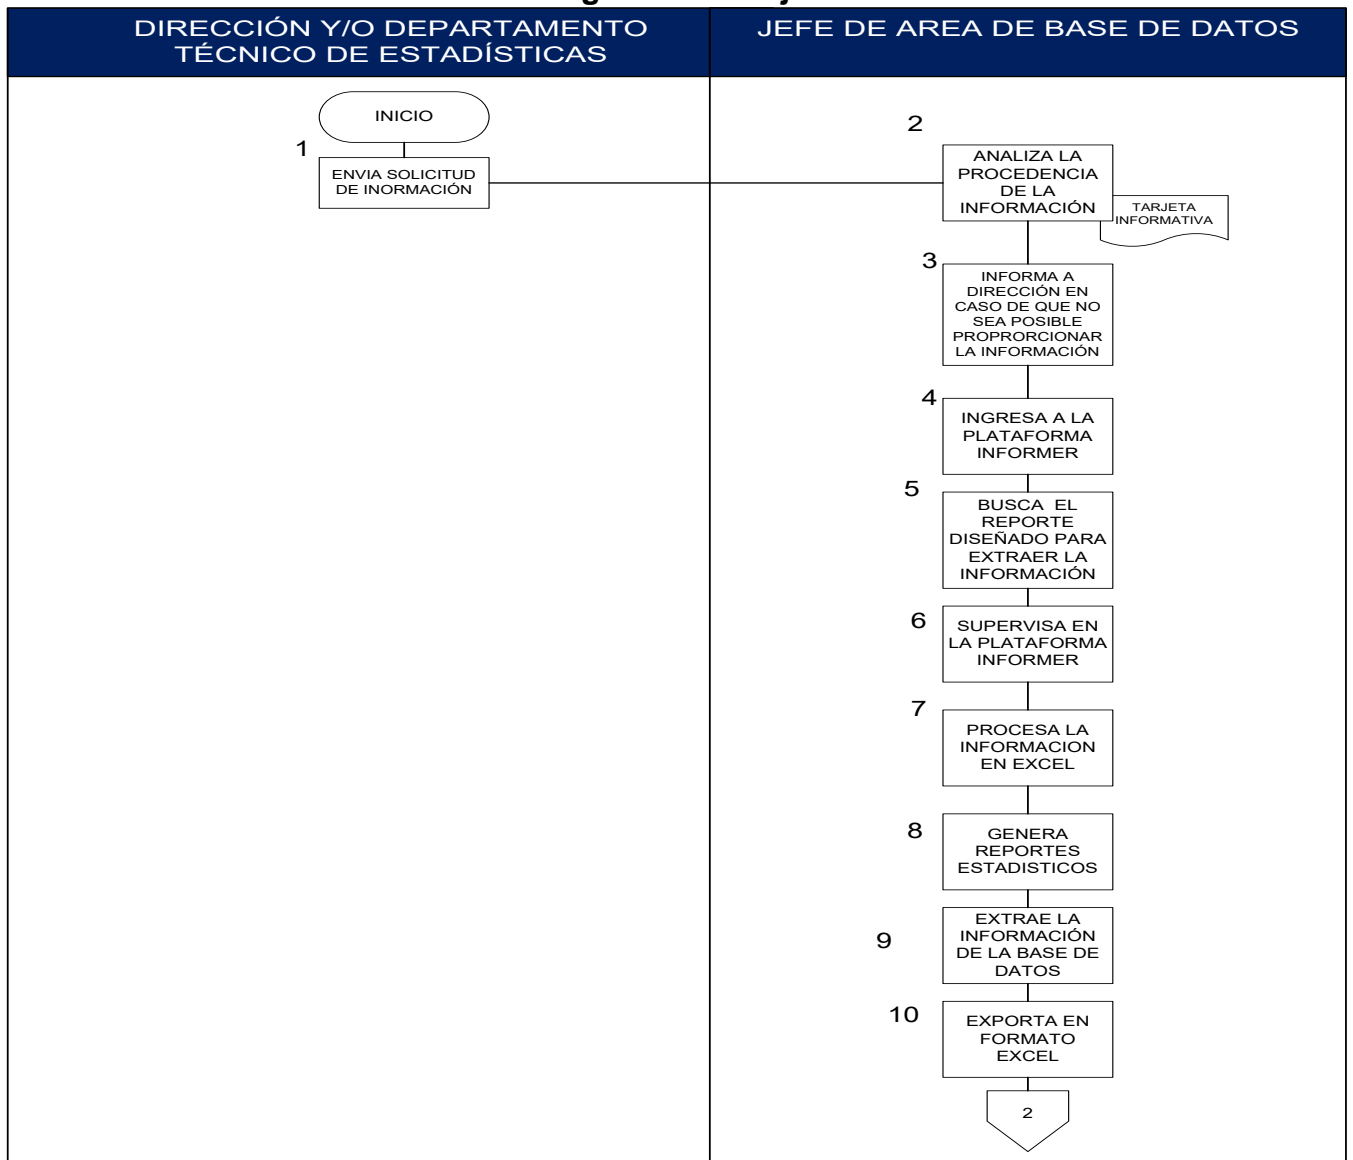 DIRECCIÓN Y/O DEPARTAMENTO
TÉCNICO DE ESTADÍSTICAS
JEFE DE AREA DE BASE DE DATOS
INICIO
1
ENVIA SOLICITUD
DE INORMACIÓN
2
ANALIZA LA
PROCEDENCIA
DE LA
INFORMACIÓN
TARJETA
INFORMATIVA
3
INFORMA A
DIRECCIÓN EN
CASO DE QUE NO
SEA POSIBLE
PROPRORCIONAR
LA INFORMACIÓN
4
INGRESA A LA
PLATAFORMA
INFORMER
5
BUSCA  EL
REPORTE
DISEÑADO PARA
EXTRAER LA
INFORMACIÓN
6
SUPERVISA EN
LA PLATAFORMA
INFORMER
7
PROCESA LA
INFORMACION
EN EXCEL
8
GENERA
REPORTES
ESTADISTICOS
9
EXTRAE LA
INFORMACIÓN
DE LA BASE DE
DATOS
10
EXPORTA EN
FORMATO
EXCEL
2